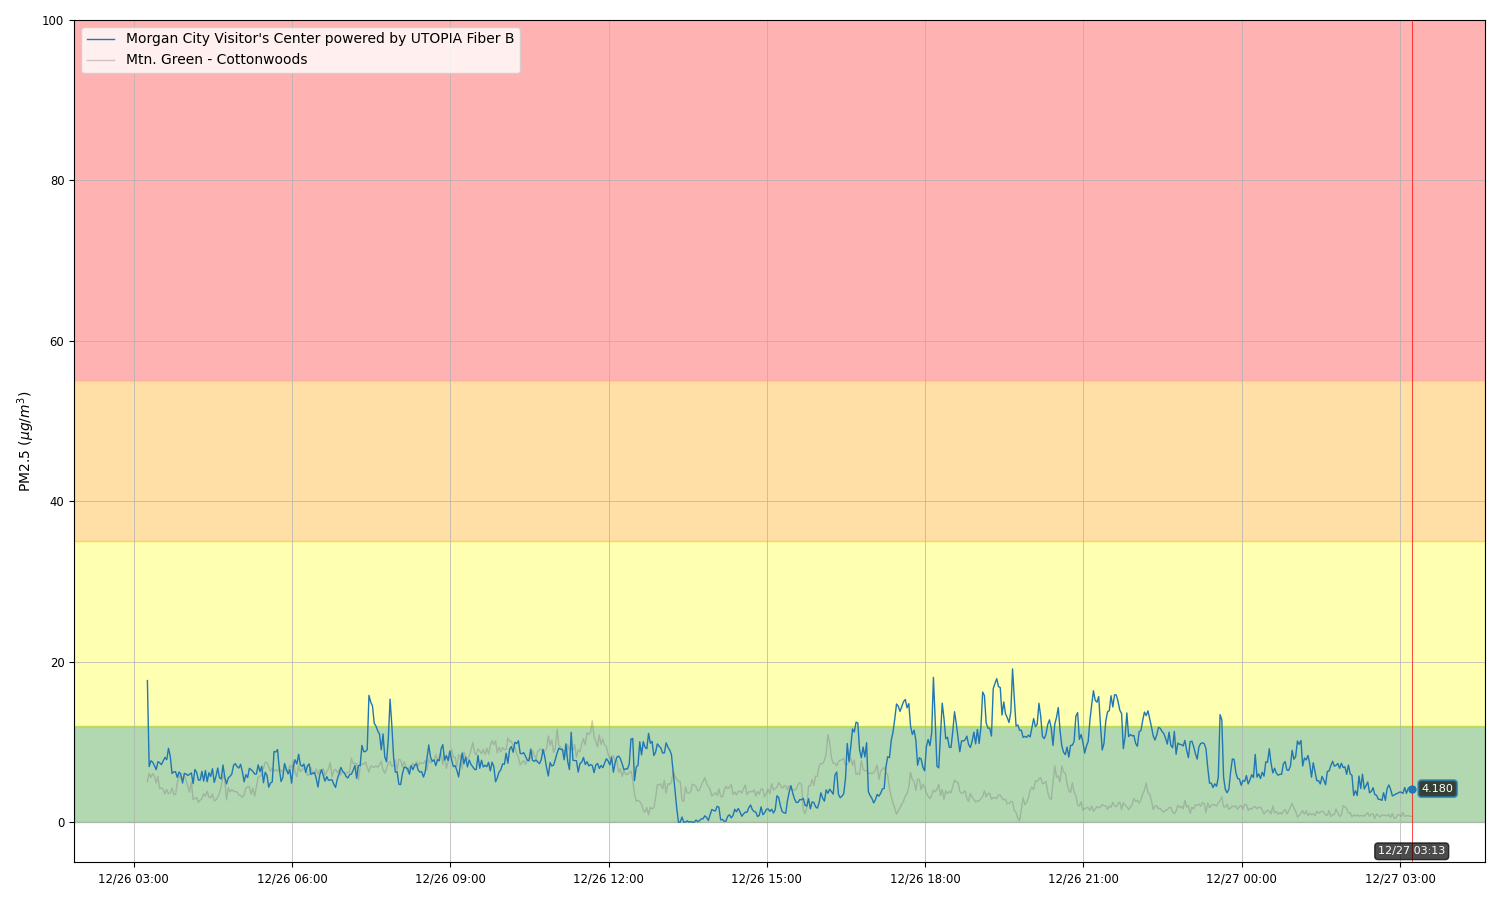 100
Morgan City Visitor's Center powered by UTOPIA Fiber B
Mtn. Green - Cottonwoods
80
60
PM2.5 (μg/m³)
40
20
4.180
0
12/27 03:13
12/26 03:00 12/26 06:00 12/26 09:00 12/26 12:00 12/26 15:00 12/26 18:00 12/26 21:00 12/27 00:00 12/27 03:00